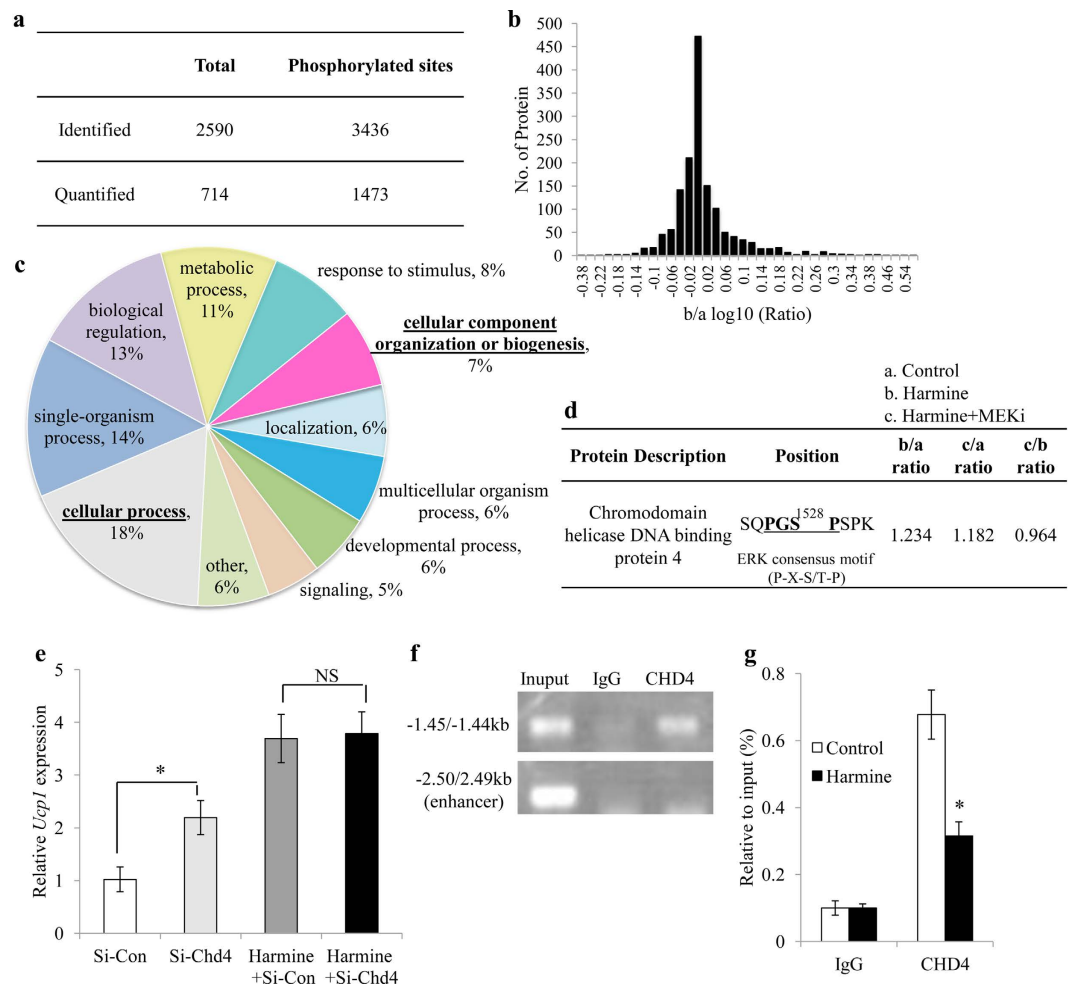 a
Total Phosphorylated sites
Identified 2590 3436
Quantified 714 1473
b
No. of Protein
500
450
400
350
300
250
200
150
100
50
0
-0.38 -0.22 -0.18 -0.14 -0.1 -0.06 -0.02 0.02 0.06 0.1 0.14 0.18 0.22 0.26 0.3 0.34 0.38 0.46 0.54
b/a log10 (Ratio)
c
metabolic
process,
11%
response to stimulus, 8%
cellular component
organization or biogenesis,
7%
localization, 6%
multicellular organism
process, 6%
developmental process,
6%
signaling, 5%
other,
6%
cellular process,
18%
single-organism
process, 14%
biological
regulation,
13%
a. Control
b. Harmine
c. Harmine+MEKi
d
Protein Description Position b/a ratio c/a ratio c/b ratio
Chromodomain
helicase DNA binding
protein 4
SQPGS1528PSPK
ERK consensus motif
(P-X-S/T-P)
1.234 1.182 0.964
e
Relative Ucp1 expression
5
4
3
2
1
0
*
NS
Si-Con Si-Chd4 Harmine +Si-Con Harmine +Si-Chd4
f
Inuput IgG CHD4
-1.45/-1.44kb
-2.50/2.49kb
(enhancer)
g
Relative to input (%)
0.8
0.6
0.4
0.2
0
Control
Harmine
*
IgG CHD4